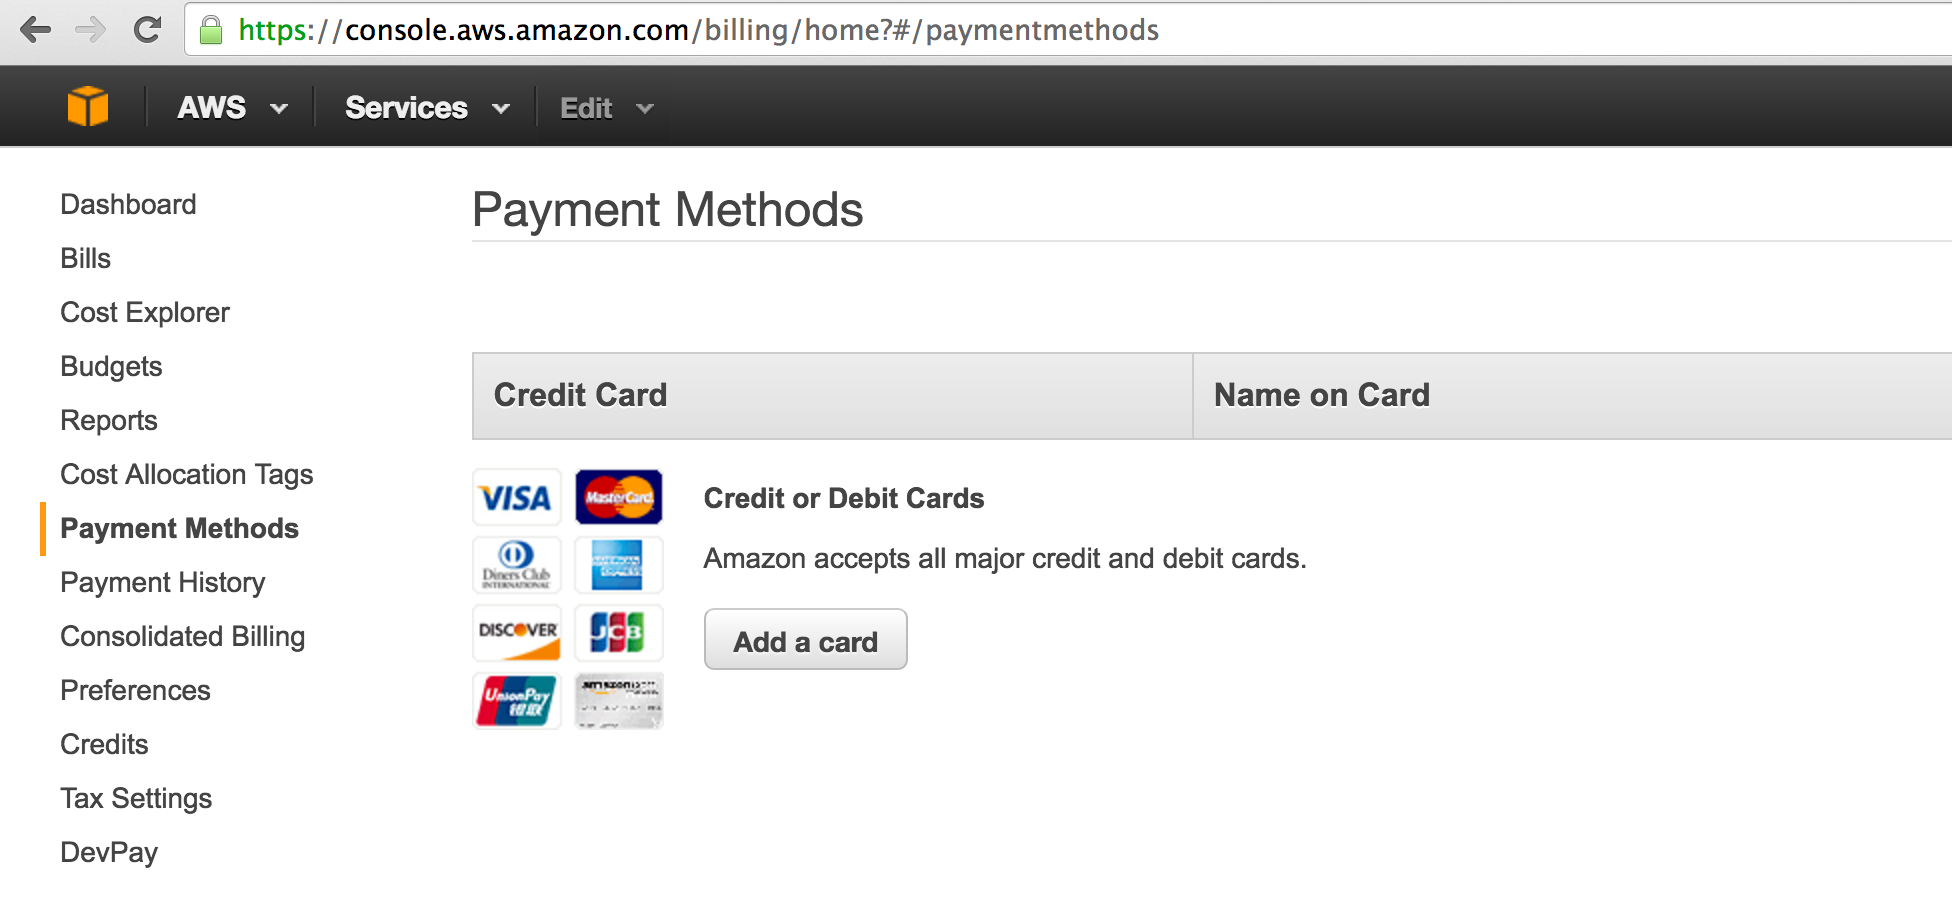 https://console.aws.amazon.com/billing/home?#/paymentmethods
AWS Services Edit
Dashboard
Bills
Cost Explorer
Budgets
Reports
Cost Allocation Tags
Payment Methods
Payment History
Consolidated Billing
Preferences
Credits
Tax Settings
DevPay
Payment Methods
Credit Card Name on Card
VISA MasterCard
Diners Club INTERNATIONAL AMERICAN EXPRESS
DISCOVER JCB
UnionPay 银联 amazon.com
Credit or Debit Cards
Amazon accepts all major credit and debit cards.
Add a card